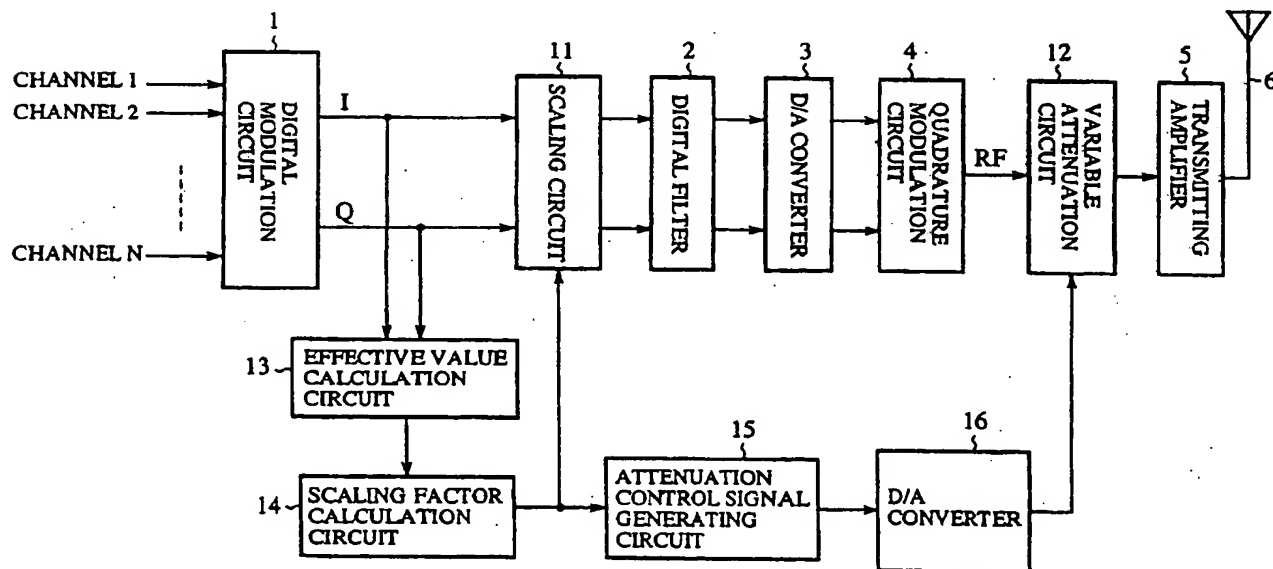 1
CHANNEL 1
CHANNEL 2
CHANNEL N
DIGITAL
MODULATION
CIRCUIT
I
Q
11
SCALING CIRCUIT
2
DIGITAL FILTER
3
D/A CONVERTER
4
QUADRATURE
MODULATION
CIRCUIT
RF
12
VARIABLE
ATTENUATION
CIRCUIT
5
TRANSMITTING
AMPLIFIER
6
13
EFFECTIVE VALUE
CALCULATION
CIRCUIT
14
SCALING FACTOR
CALCULATION
CIRCUIT
15
ATTENUATION
CONTROL SIGNAL
GENERATING
CIRCUIT
16
D/A
CONVERTER